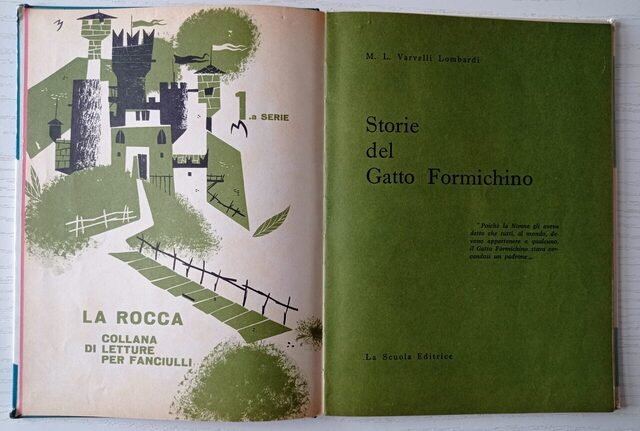 1.a SERIE
LA ROCCA
COLLANA
DI LETTURE
PER FANCIULLI
M. L. Varvelli Lombardi
Storie
del
Gatto Formichino
"Poichè la Nonna gli aveva
detto che tutti, al mondo, de-
vono appartenere a qualcuno,
il Gatto Formichino stava cer-
candosi un padrone...
La Scuola Editrice